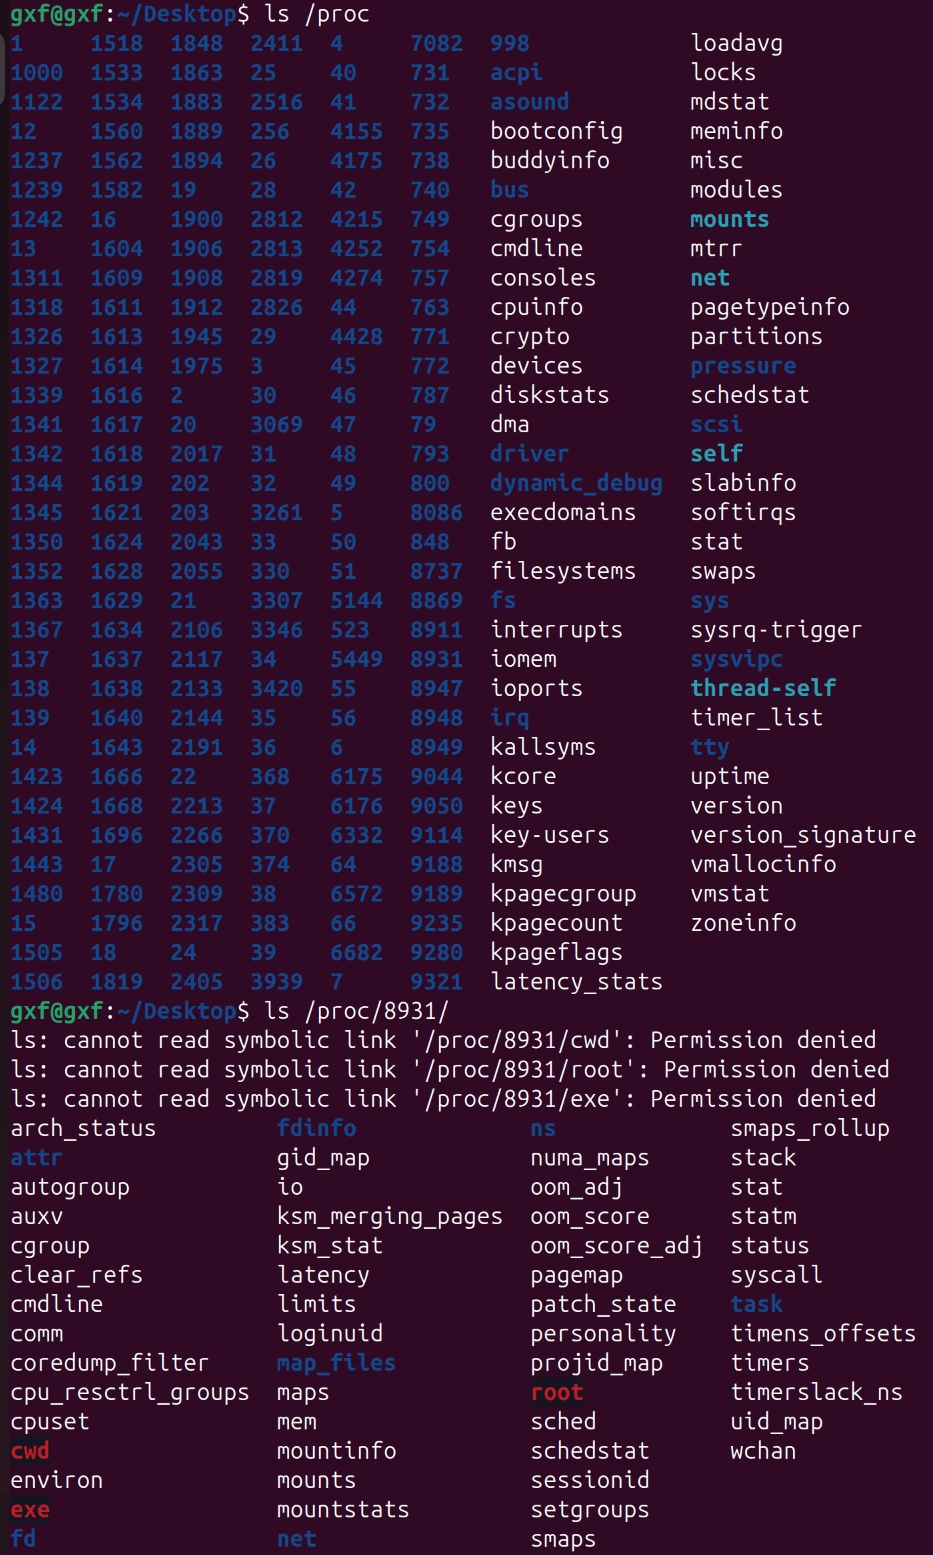 gxf@gxf:~/Desktop$ ls /proc
1 1518 1848 2411 4 7082 998 loadavg
1000 1533 1863 25 40 731 acpi locks
1122 1534 1883 2516 41 732 asound mdstat
12 1560 1889 256 4155 735 bootconfig meminfo
1237 1562 1894 26 4175 738 buddyinfo misc
1239 1582 19 28 42 740 bus modules
1242 16 1900 2812 4215 749 cgroups mounts
13 1604 1906 2813 4252 754 cmdline mtrr
1311 1609 1908 2819 4274 757 consoles net
1318 1611 1912 2826 44 763 cpuinfo pagetypeinfo
1326 1613 1945 29 4428 771 crypto partitions
1327 1614 1975 3 45 772 devices pressure
1339 1616 2 30 46 787 diskstats schedstat
1341 1617 20 3069 47 79 dma scsi
1342 1618 2017 31 48 793 driver self
1344 1619 202 32 49 800 dynamic_debug slabinfo
1345 1621 203 3261 5 8086 execdomains softirqs
1350 1624 2043 33 50 848 fb stat
1352 1628 2055 330 51 8737 filesystems swaps
1363 1629 21 3307 5144 8869 fs sys
1367 1634 2106 3346 523 8911 interrupts sysrq-trigger
137 1637 2117 34 5449 8931 iomem sysvipc
138 1638 2133 3420 55 8947 ioports thread-self
139 1640 2144 35 56 8948 irq timer_list
14 1643 2191 36 6 8949 kallsyms tty
1423 1666 22 368 6175 9044 kcore uptime
1424 1668 2213 37 6176 9050 keys version
1431 1696 2266 370 6332 9114 key-users version_signature
1443 17 2305 374 64 9188 kmsg vmallocinfo
1480 1780 2309 38 6572 9189 kpagecgroup vmstat
15 1796 2317 383 66 9235 kpagecount zoneinfo
1505 18 24 39 6682 9280 kpageflags
1506 1819 2405 3939 7 9321 latency_stats
gxf@gxf:~/Desktop$ ls /proc/8931/
ls: cannot read symbolic link '/proc/8931/cwd': Permission denied
ls: cannot read symbolic link '/proc/8931/root': Permission denied
ls: cannot read symbolic link '/proc/8931/exe': Permission denied
arch_status fdinfo ns smaps_rollup
attr gid_map numa_maps stack
autogroup io oom_adj stat
auxv ksm_merging_pages oom_score statm
cgroup ksm_stat oom_score_adj status
clear_refs latency pagemap syscall
cmdline limits patch_state task
comm loginuid personality timens_offsets
coredump_filter map_files projid_map timers
cpu_resctrl_groups maps root timerslack_ns
cpuset mem sched uid_map
cwd mountinfo schedstat wchan
environ mounts sessionid
exe mountstats setgroups
fd net smaps